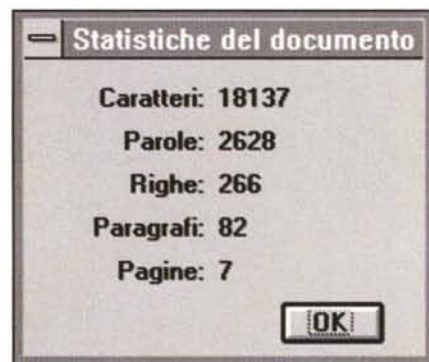 Statistiche del documento
Caratteri: 18137
Parole: 2628
Righe: 266
Paragrafi: 82
Pagine: 7
OK